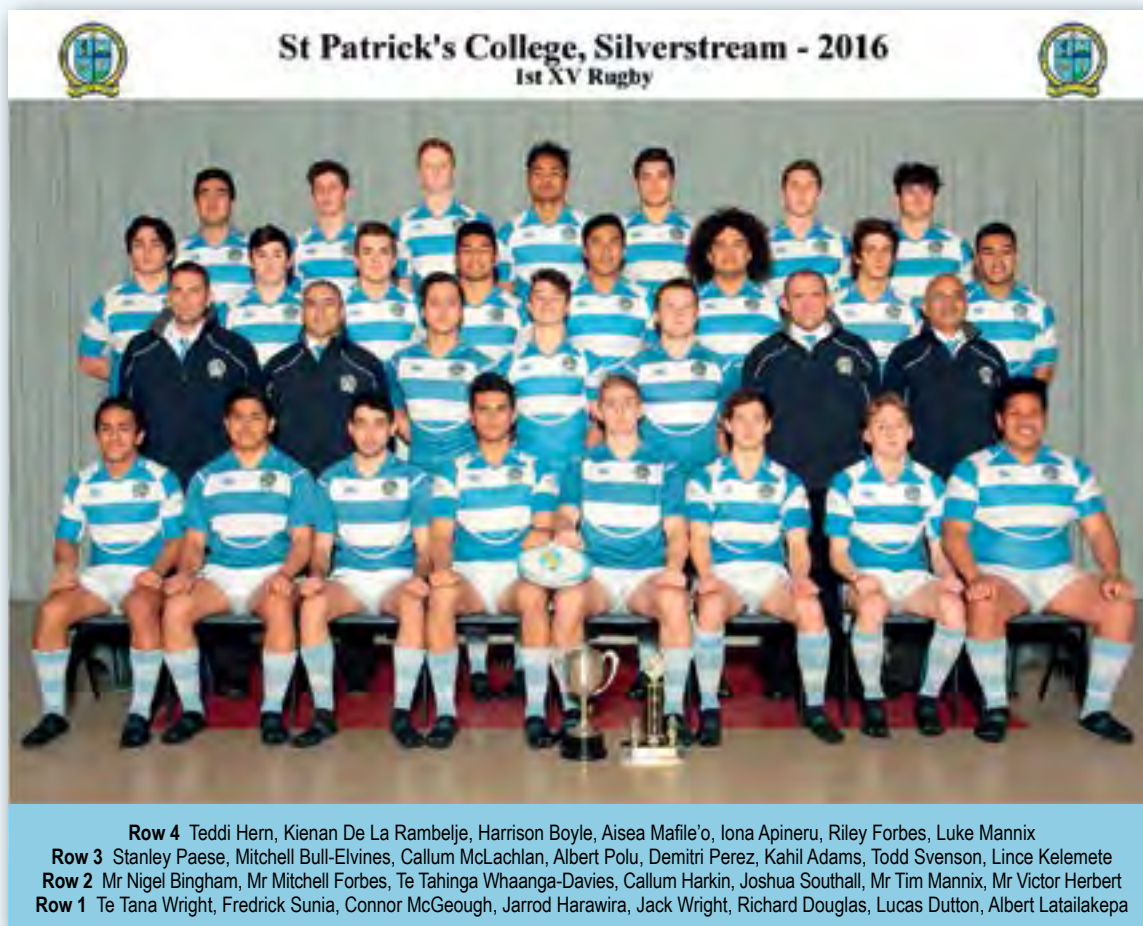 St Patrick's College, Silverstream - 2016
1st XV Rugby
Row 4 Teddi Hern, Kienan De La Rambelje, Harrison Boyle, Aisea Mafile'o, Iona Apineru, Riley Forbes, Luke Mannix
Row 3 Stanley Paese, Mitchell Bull-Elvines, Callum McLachlan, Albert Polu, Demitri Perez, Kahil Adams, Todd Svenson, Lince Kelemete
Row 2 Mr Nigel Bingham, Mr Mitchell Forbes, Te Tahinga Whaanga-Davies, Callum Harkin, Joshua Southall, Mr Tim Mannix, Mr Victor Herbert
Row 1 Te Tana Wright, Fredrick Sunia, Connor McGeough, Jarrod Harawira, Jack Wright, Richard Douglas, Lucas Dutton, Albert Latailakepa